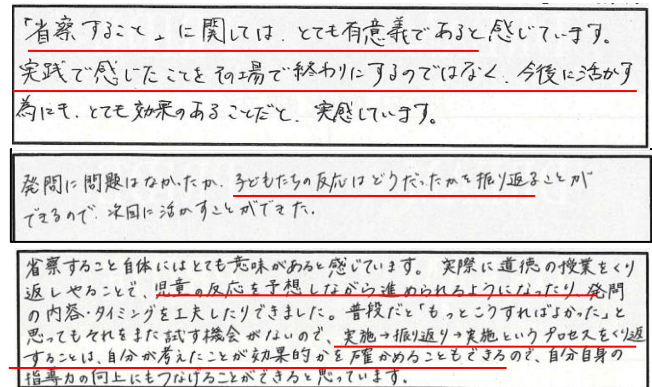 「省察すること」に関しては、とても有意義であると感じています。
実践で感じたことをその場で終わりにするのではなく、今後に活かす
為にも、とても効果のあることだと、実感しています。
発問に問題はなかったか、子どもたちの反応はどうだったかを振り返ることが
できるので、次回に活かすことができた。
省察すること自体にはとても意味があると感じています。実際に道徳の授業をくり
返しやることで、児童の反応を予想しながら進められるようになったり、発問
の内容・タイミングを工夫したりできました。普段だと「もっとこうすればよかった」と
思ってもそれをまた試す機会がないので、実施→振り返り→実施というプロセスをくり返
することは、自分が考えたことが効果的かを確かめることもできるので、自分自身の
指導力の向上にもつなげることができると思っています。